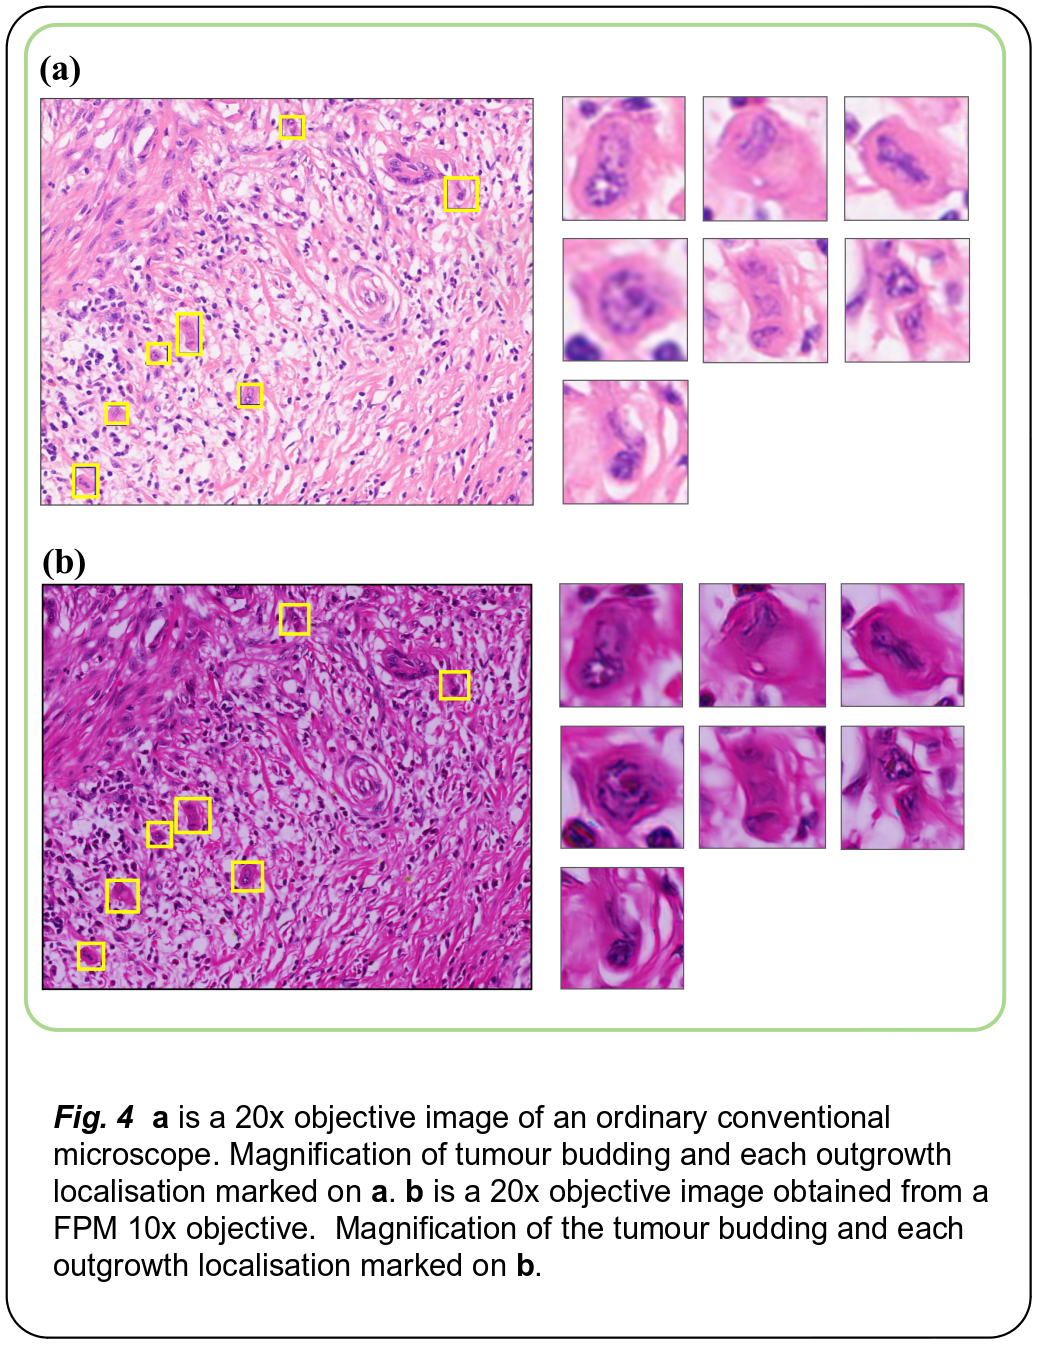 (a)
(b)
Fig. 4  a is a 20x objective image of an ordinary conventional
microscope. Magnification of tumour budding and each outgrowth
localisation marked on a. b is a 20x objective image obtained from a
FPM 10x objective.  Magnification of the tumour budding and each
outgrowth localisation marked on b.